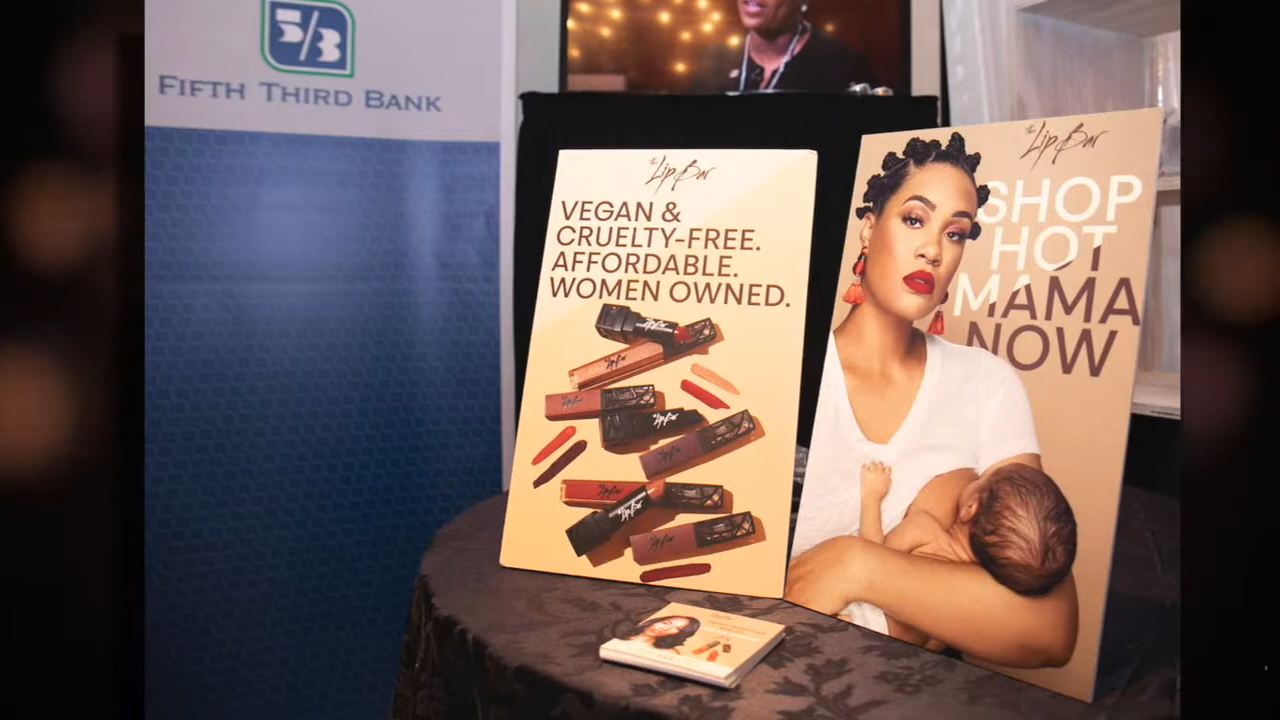 5/3
FIFTH THIRD BANK
the Lip Bar
VEGAN &
CRUELTY-FREE.
AFFORDABLE.
WOMEN OWNED.
the Lip Bar
SHOP
HOT
MAMA
NOW